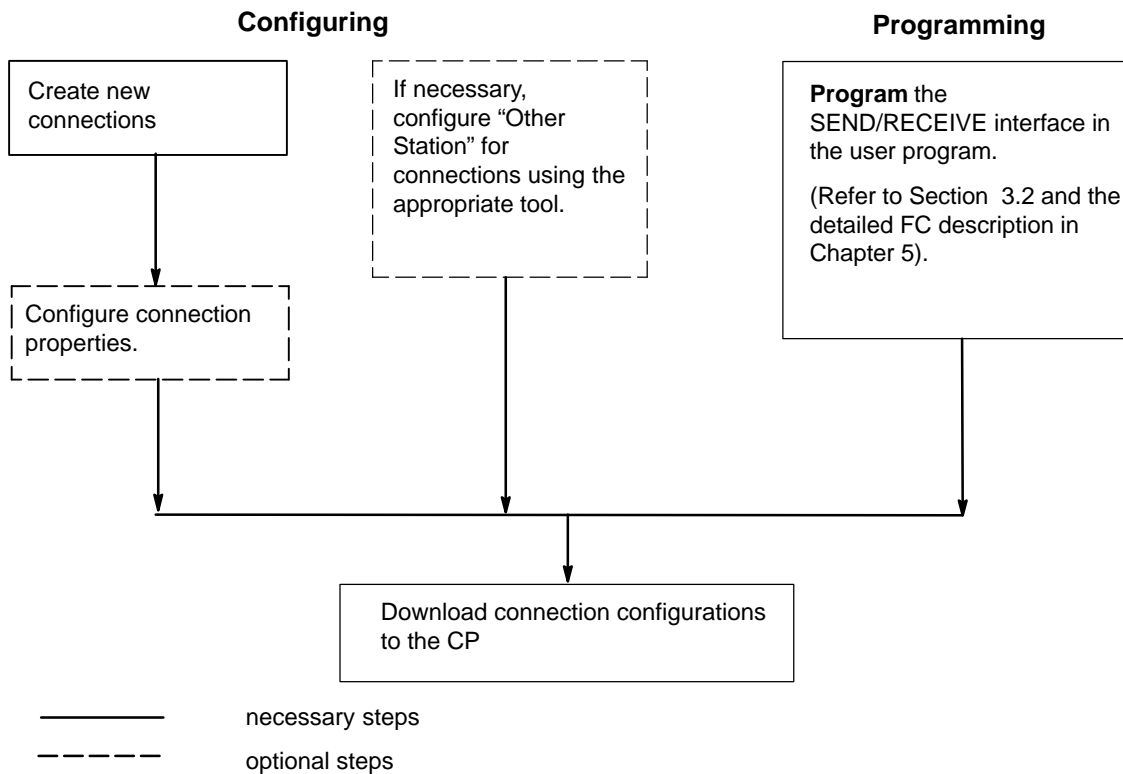 Configuring
Programming
Create new
connections
If necessary,
configure “Other
Station” for
connections using the
appropriate tool.
Program the
SEND/RECEIVE interface in
the user program.
(Refer to Section 3.2 and the
detailed FC description in
Chapter 5).
Configure connection
properties.
Download connection configurations
to the CP
necessary steps
optional steps